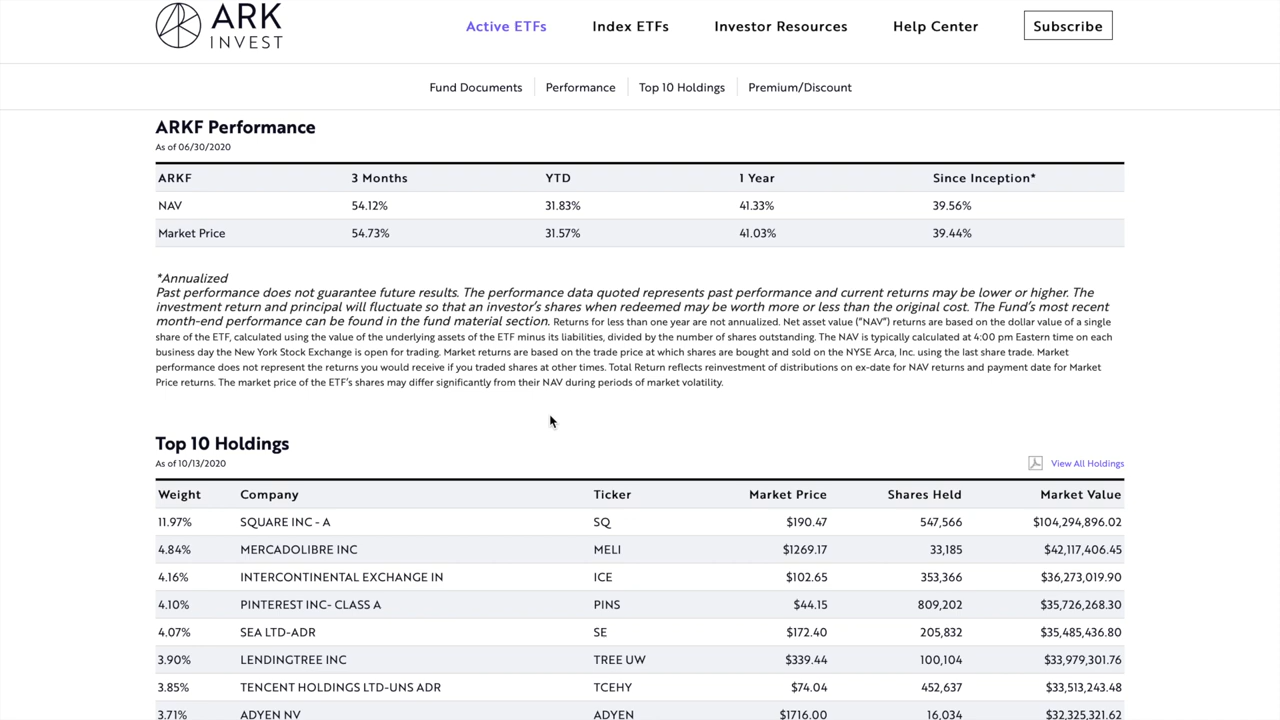 ARK
INVEST
Active ETFs Index ETFs Investor Resources Help Center Subscribe
Fund Documents Performance Top 10 Holdings Premium/Discount
ARKF Performance
As of 06/30/2020
ARKF 3 Months YTD 1 Year Since Inception*
NAV 54.12% 31.83% 41.33% 39.56%
Market Price 54.73% 31.57% 41.03% 39.44%
*Annualized
Past performance does not guarantee future results. The performance data quoted represents past performance and current returns may be lower or higher. The
investment return and principal will fluctuate so that an investor's shares when redeemed may be worth more or less than the original cost. The Fund's most recent
month-end performance can be found in the fund material section. Returns for less than one year are not annualized. Net asset value ("NAV") returns are based on the dollar value of a single
share of the ETF, calculated using the value of the underlying assets of the ETF minus its liabilities, divided by the number of shares outstanding. The NAV is typically calculated at 4:00 pm Eastern time on each
business day the New York Stock Exchange is open for trading. Market returns are based on the trade price at which shares are bought and sold on the NYSE Arca, Inc. using the last share trade. Market
performance does not represent the returns you would receive if you traded shares at other times. Total Return reflects reinvestment of distributions on ex-date for NAV returns and payment date for Market
Price returns. The market price of the ETF's shares may differ significantly from their NAV during periods of market volatility.
Top 10 Holdings
As of 10/13/2020
View All Holdings
Weight Company Ticker Market Price Shares Held Market Value
11.97% SQUARE INC - A SQ $190.47 547,566 $104,294,896.02
4.84% MERCADOLIBRE INC MELI $1269.17 33,185 $42,117,406.45
4.16% INTERCONTINENTAL EXCHANGE IN ICE $102.65 353,366 $36,273,019.90
4.10% PINTEREST INC- CLASS A PINS $44.15 809,202 $35,726,268.30
4.07% SEA LTD-ADR SE $172.40 205,832 $35,485,436.80
3.90% LENDINGTREE INC TREE UW $339.44 100,104 $33,979,301.76
3.85% TENCENT HOLDINGS LTD-UNS ADR TCEHY $74.04 452,637 $33,513,243.48
3.71% ADYEN NV ADYEN $1716.00 16,034 $32,325,321.62